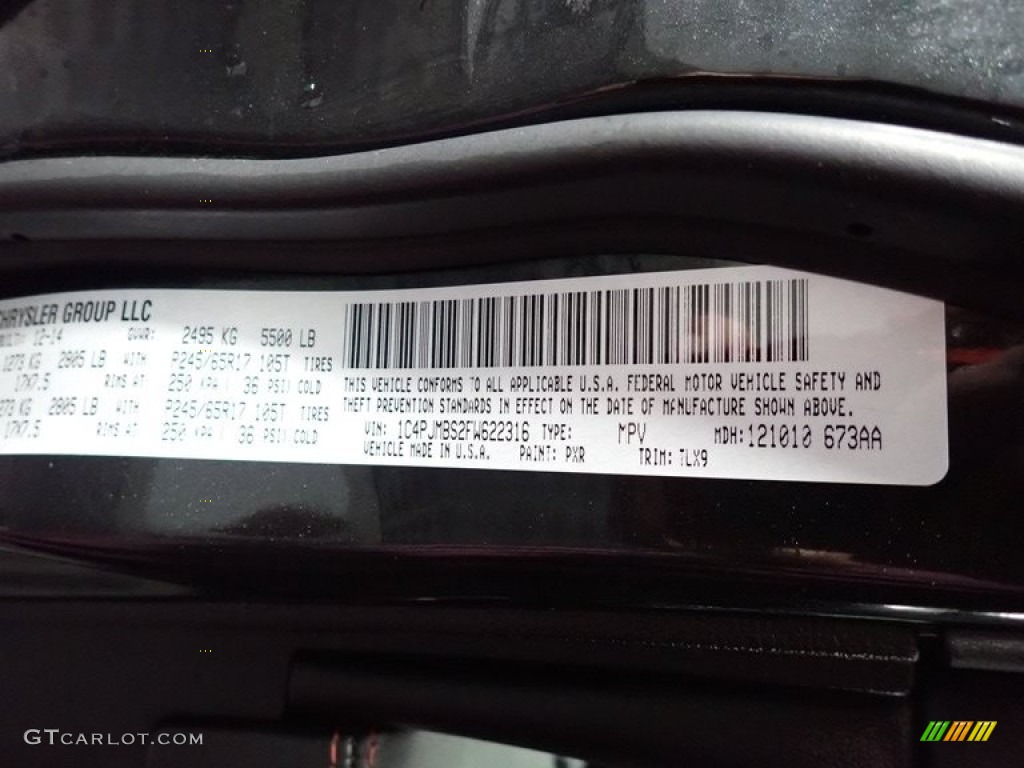 CHRYSLER GROUP LLC
12-14 GVWR: 2495 KG 5500 LB
1273 KG 2805 LB WITH P245/65R17 105T TIRES
17X7.5 RIMS AT 250 KPA/ 36 PSI) COLD
273 KG 2805 LB WITH P245/65R17 105T TIRES
17X7.5 RIMS AT 250 KPA/ 36 PSI) COLD
THIS VEHICLE CONFORMS TO ALL APPLICABLE U.S.A. FEDERAL MOTOR VEHICLE SAFETY AND
THEFT PREVENTION STANDARDS IN EFFECT ON THE DATE OF MFNUFACTURE SHOWN ABOVE.
VIN: 1C4PJMBS2FW622316 TYPE: MPV MDH:121010 673AA
VEHICLE MADE IN U.S.A. PAINT: PXR TRIM: TLX9
GTCARLOT.COM